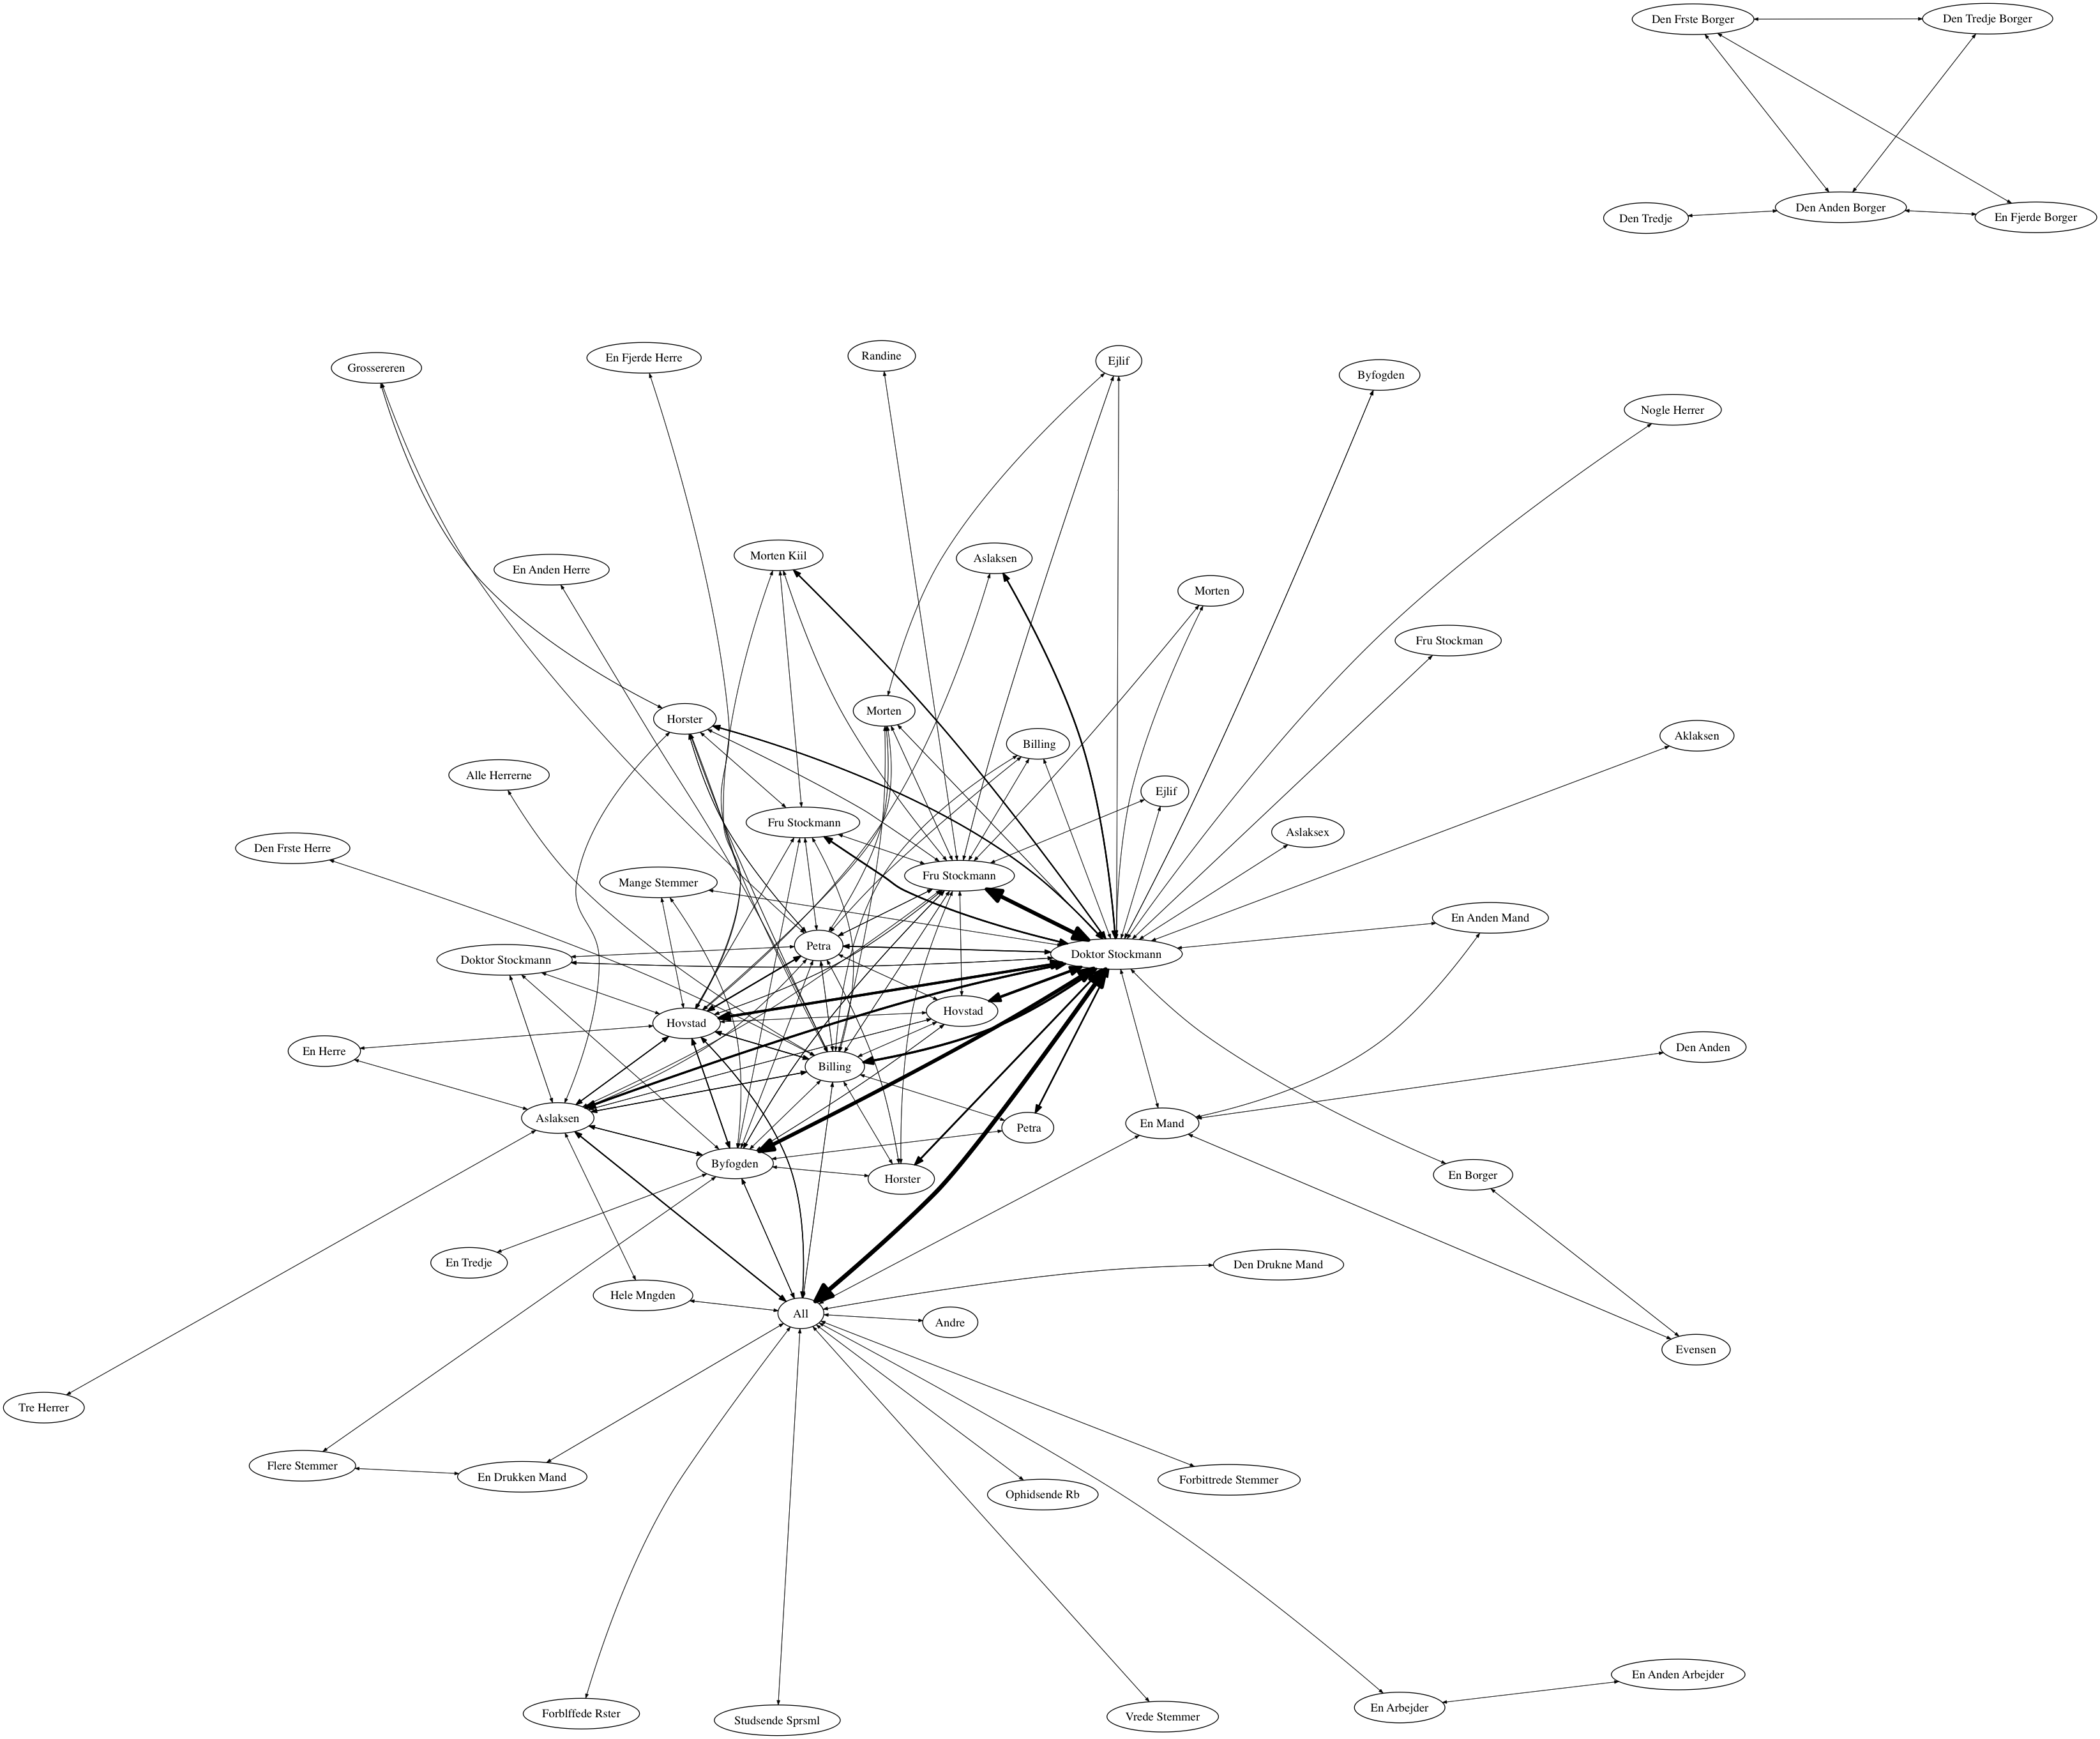 Den Frste Borger
Den Tredje Borger
Den Anden Borger
Den Tredje
En Fjerde Borger
Grossereren
En Fjerde Herre
Randine
Ejlif
Byfogden
Nogle Herrer
En Anden Herre
Morten Kiil
Aslaksen
Morten
Fru Stockman
Horster
Morten
Billing
Aklaksen
Alle Herrerne
Ejlif
Fru Stockmann
Aslaksex
Den Frste Herre
Mange Stemmer
Fru Stockmann
En Anden Mand
Doktor Stockmann
Petra
Doktor Stockmann
Hovstad
Hovstad
En Herre
Billing
Den Anden
Aslaksen
Petra
En Mand
Byfogden
Horster
En Borger
En Tredje
Den Drukne Mand
Hele Mngden
All
Andre
Evensen
Tre Herrer
Flere Stemmer
En Drukken Mand
Ophidsende Rb
Forbittrede Stemmer
En Anden Arbejder
Forblffede Rster
Studsende Sprsml
Vrede Stemmer
En Arbejder